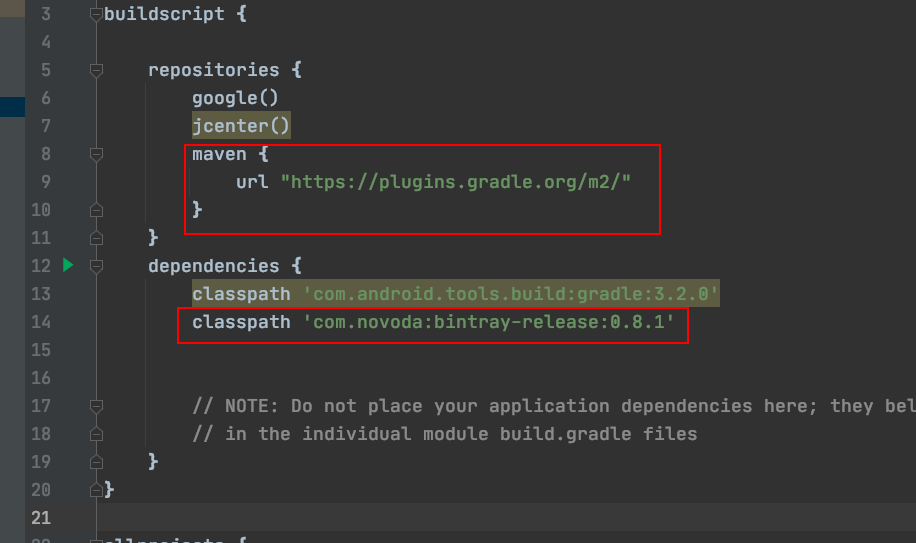 3 buildscript {
4
5 repositories {
6 google()
7 jcenter()
8 maven {
9 url "https://plugins.gradle.org/m2/"
10 }
11 }
12 dependencies {
13 classpath 'com.android.tools.build:gradle:3.2.0'
14 classpath 'com.novoda:bintray-release:0.8.1'
15
16
17 // NOTE: Do not place your application dependencies here; they bel
18 // in the individual module build.gradle files
19 }
20 }
21
22 allprojects {